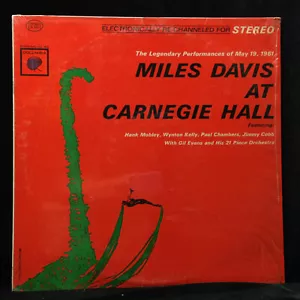 ELECTRONICALLY RE-CHANNELED FOR STEREO
COLUMBIA
The Legendary Performances of May 19, 1961
MILES DAVIS
AT
CARNEGIE HALL
Featuring
Hank Mobley, Wynton Kelly, Paul Chambers, Jimmy Cobb
With Gil Evans and His 21 Piece Orchestra